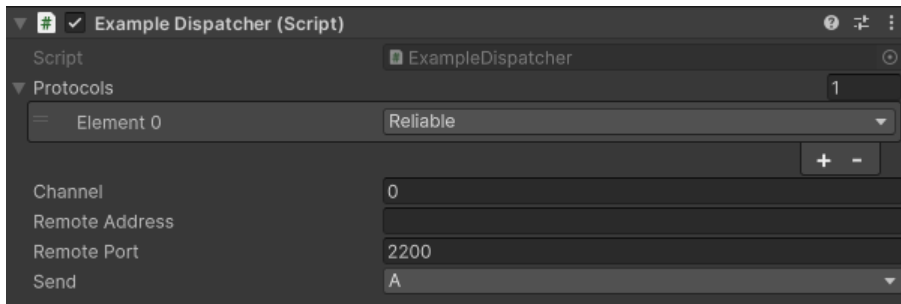 Example Dispatcher (Script)
Script ExampleDispatcher
Protocols 1
Element 0 Reliable
+ -
Channel 0
Remote Address
Remote Port 2200
Send A